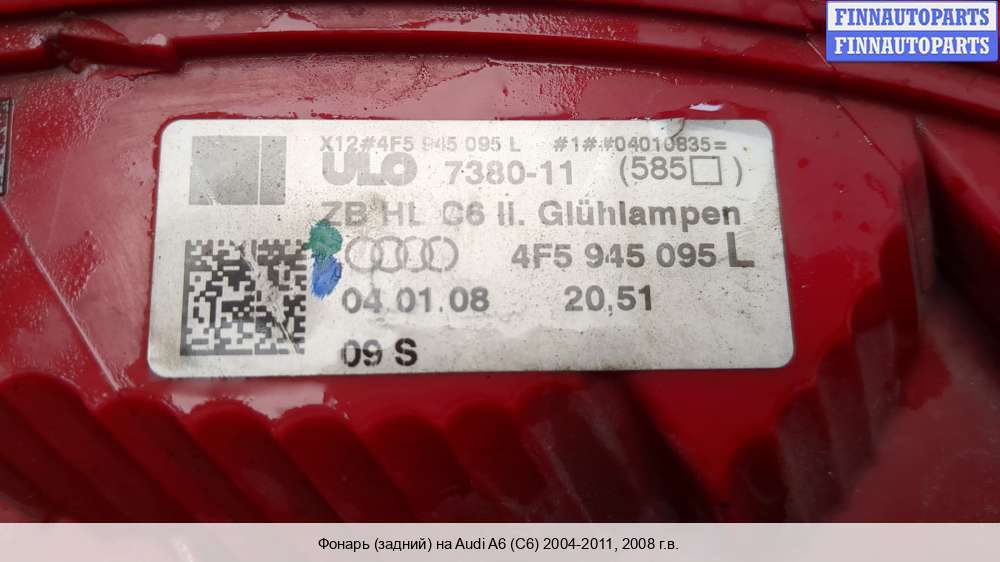 FINNAUTOPARTS
FINNAUTOPARTS
X12#4F5 945 095 L #1##04010835=
ULO 7380-11 (585□)
ZB HL C6 li. Glühlampen
4F5 945 095 L
04.01.08 20,51
09 S
Фонарь (задний) на Audi A6 (C6) 2004-2011, 2008 г.в.